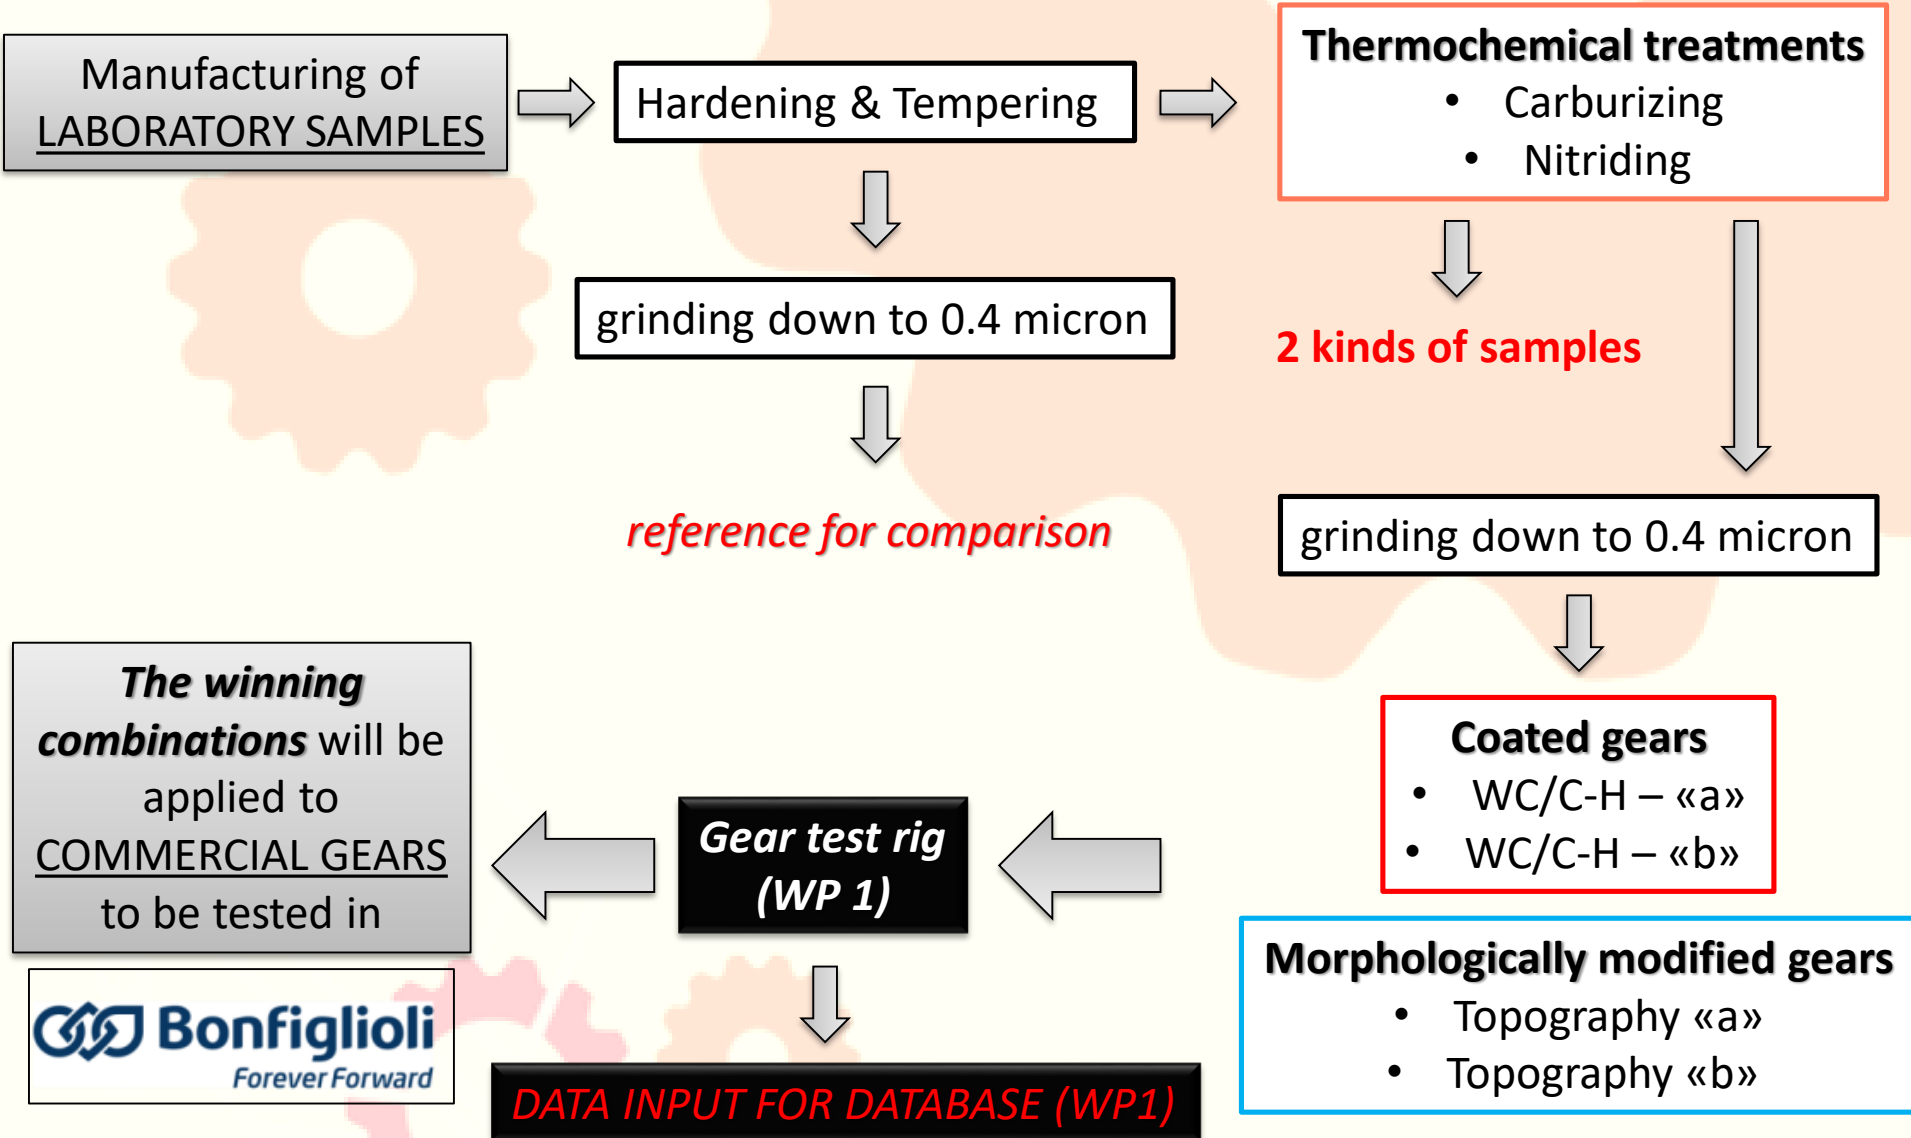 Manufacturing of
LABORATORY SAMPLES
Hardening & Tempering
Thermochemical treatments
• Carburizing
• Nitriding
grinding down to 0.4 micron
2 kinds of samples
reference for comparison
grinding down to 0.4 micron
Coated gears
• WC/C-H – «a»
• WC/C-H – «b»
Morphologically modified gears
• Topography «a»
• Topography «b»
Gear test rig
(WP 1)
The winning
combinations will be
applied to
COMMERCIAL GEARS
to be tested in
Bonfiglioli
Forever Forward
DATA INPUT FOR DATABASE (WP1)